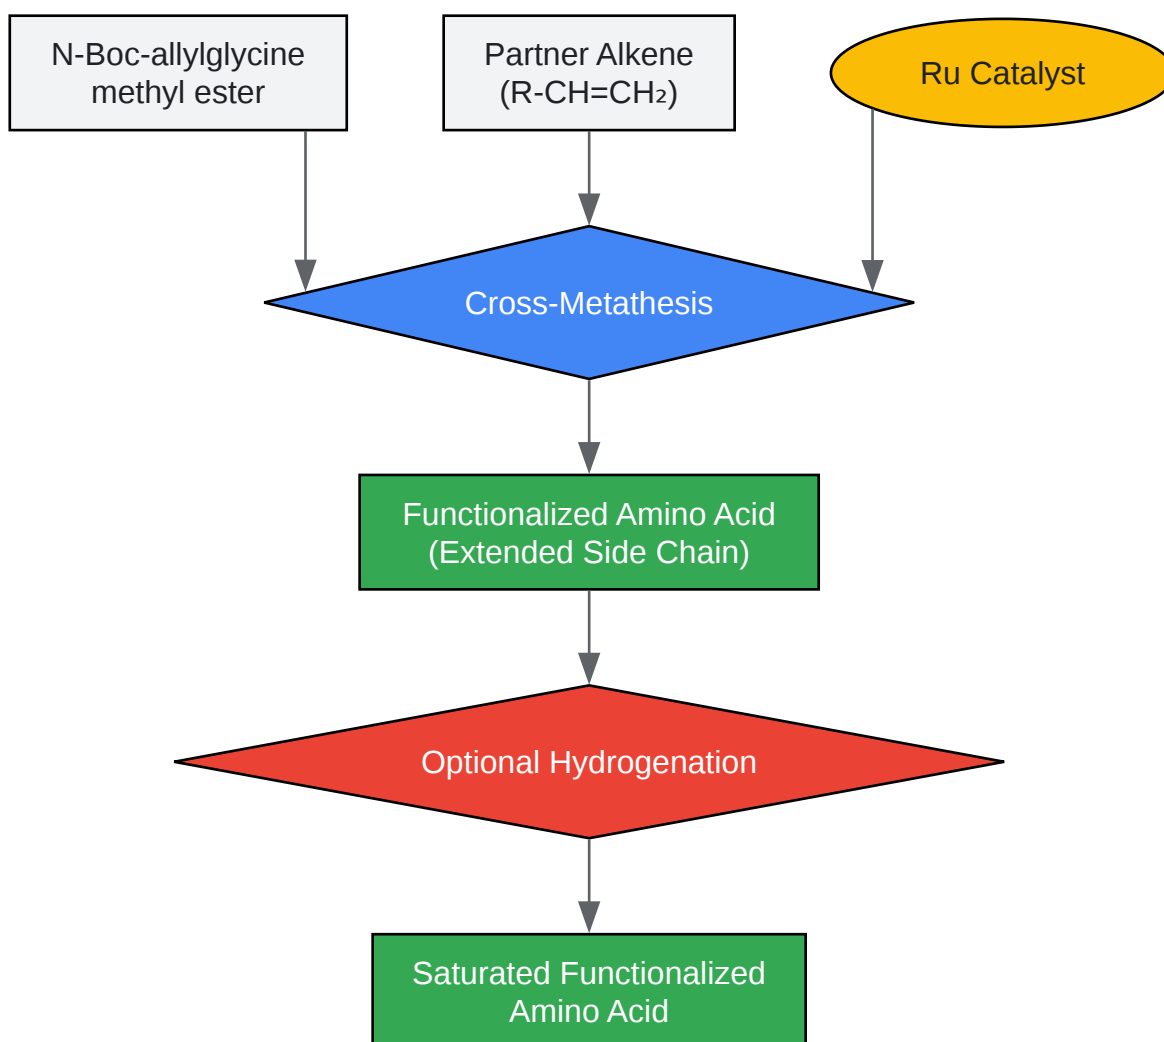 N-Boc-allylglycine
methyl ester
Partner Alkene
(R-CH=CH₂)
Ru Catalyst
Cross-Metathesis
Functionalized Amino Acid
(Extended Side Chain)
Optional Hydrogenation
Saturated Functionalized
Amino Acid